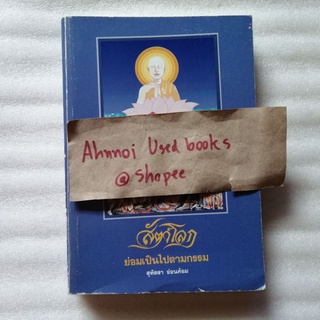 Ahnnoi Used books
@ Shopee
สัตว์โลก
ย่อมเป็นไปตามกรรม
สุทัสสา อ่อนค้อม